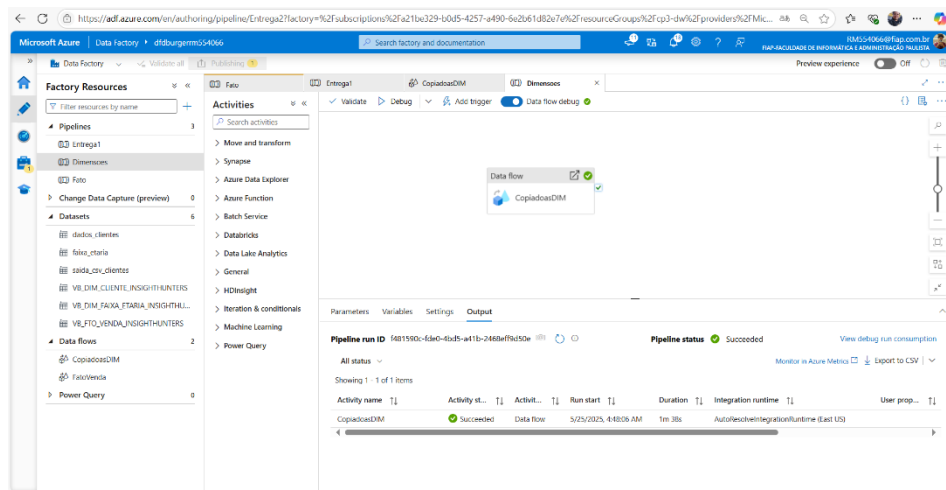 https://adf.azure.com/en/authoring/pipeline/Entrega2?factory=%2Fsubscriptions%2Fa21be329-b0d5-4257-a490-6e2b61d82e7e%2FresourceGroups%2Fcp3-dw%2Fproviders%2FMic...
Microsoft Azure | Data Factory ▸ dfdburgerrm554066
Search factory and documentation
RM554066@fiap.com.br
FIAP-FACULDADE DE INFORMÁTICA E ADMINISTRAÇÃO PAULISTA
Data Factory Validate all Publishing 1
Preview experience Off
Factory Resources
Fato Entrega1 CopiadoasDIM Dimensoes
Filter resources by name
Activities
Validate Debug Add trigger Data flow debug
Pipelines 3
Search activities
Entrega1
Move and transform
Dimensoes
Synapse
Fato
Azure Data Explorer
Change Data Capture (preview) 0
Azure Function
Datasets 6
Batch Service
dados_clientes
Databricks
faixa_etaria
Data Lake Analytics
saida_csv_clientes
General
VB_DIM_CLIENTE_INSIGHTHUNTERS
HDInsight
VB_DIM_FAIXA_ETARIA_INSIGHTHU...
Iteration & conditionals
VB_FTO_VENDA_INSIGHTHUNTERS
Machine Learning
Data flows 2
Power Query
CopiadoasDIM
FatoVenda
Power Query 0
Data flow
CopiadoasDIM
Parameters Variables Settings Output
Pipeline run ID f481590c-fde0-4bd5-a41b-2468eff9d50e
Pipeline status Succeeded
View debug run consumption
All status
Monitor in Azure Metrics Export to CSV
Showing 1 - 1 of 1 items
Activity name Activity st... Activit... Run start Duration Integration runtime User prop...
CopiadoasDIM Succeeded Data flow 5/25/2025, 4:48:06 AM 1m 38s AutoResolveIntegrationRuntime (East US)